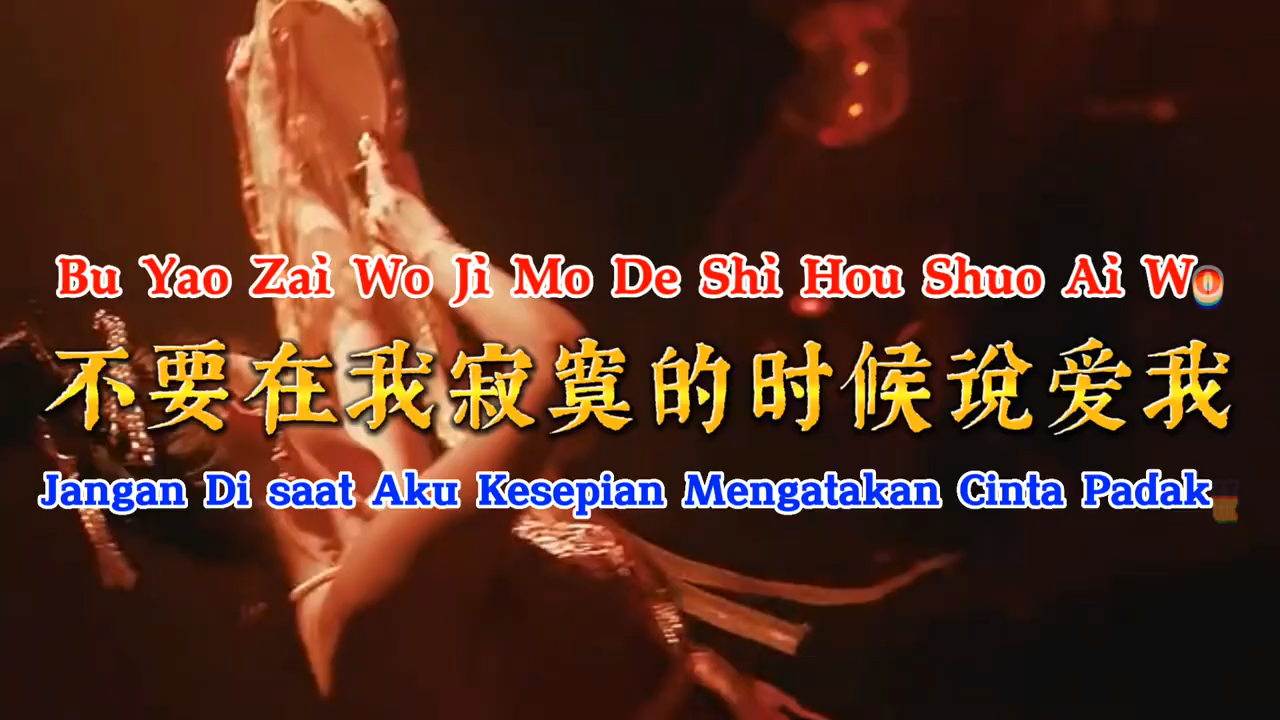 Bu Yao Zai Wo Ji Mo De Shi Hou Shuo Ai W
不要在我寂寞的时候说爱我
Jangan Di saat Aku Kesepian Mengatakan Cinta Padak